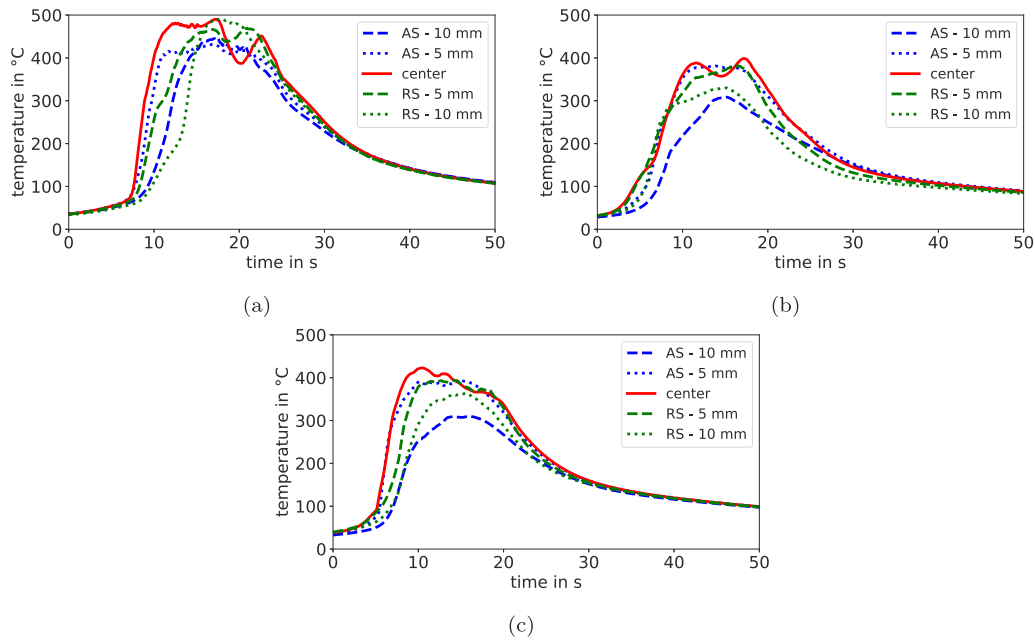 500
400
300
200
100
0
temperature in °C
AS - 10 mm
AS - 5 mm
center
RS - 5 mm
RS - 10 mm
0 10 20 30 40 50
time in s
(a)
500
400
300
200
100
0
temperature in °C
AS - 10 mm
AS - 5 mm
center
RS - 5 mm
RS - 10 mm
0 10 20 30 40 50
time in s
(b)
500
400
300
200
100
0
temperature in °C
AS - 10 mm
AS - 5 mm
center
RS - 5 mm
RS - 10 mm
0 10 20 30 40 50
time in s
(c)